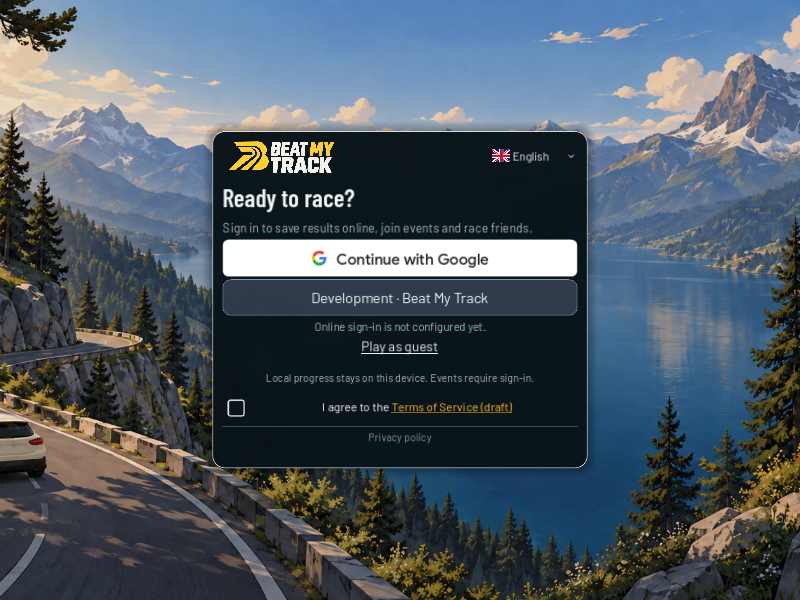 BEAT MY
TRACK
English
Ready to race?
Sign in to save results online, join events and race friends.
Continue with Google
Development · Beat My Track
Online sign-in is not configured yet.
Play as guest
Local progress stays on this device. Events require sign-in.
I agree to the Terms of Service (draft)
Privacy policy